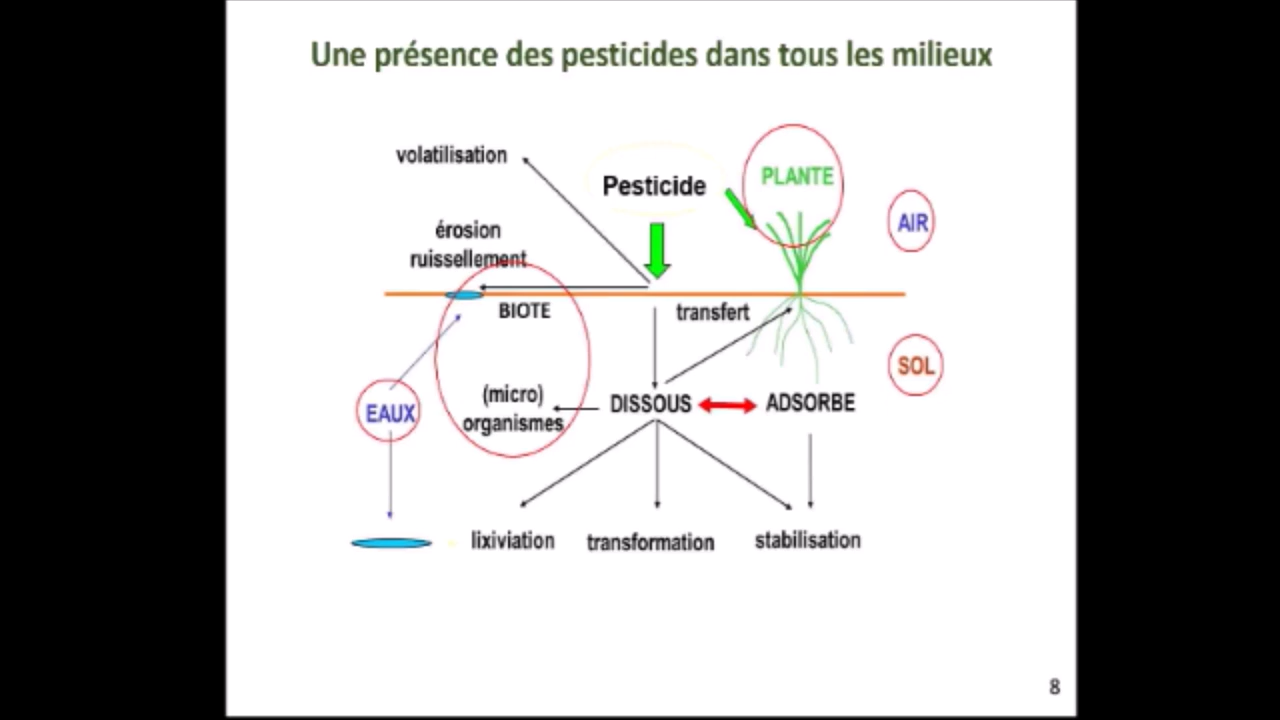 Une présence des pesticides dans tous les milieux
volatilisation
Pesticide
PLANTE
AIR
érosion
ruissellement
BIOTE
transfert
SOL
(micro)
organismes
DISSOUS
ADSORBE
EAUX
lixiviation
transformation
stabilisation
8